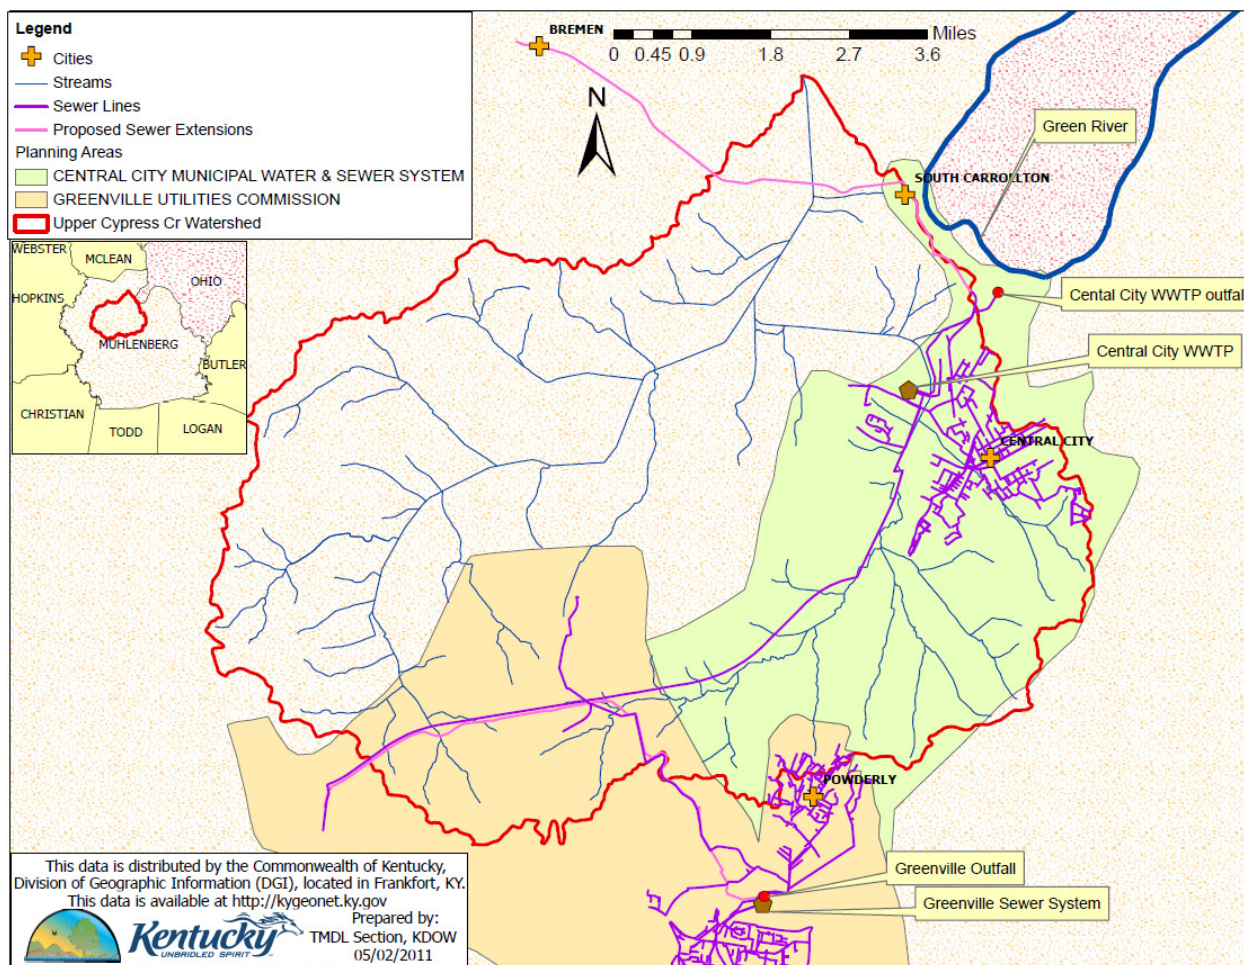 Legend
Cities
Streams
Sewer Lines
Proposed Sewer Extensions
Planning Areas
CENTRAL CITY MUNICIPAL WATER & SEWER SYSTEM
GREENVILLE UTILITIES COMMISSION
Upper Cypress Cr Watershed
BREMEN
Miles
0 0.45 0.9 1.8 2.7 3.6
N
Green River
SOUTH CARROLLTON
WEBSTER
MCLEAN
OHIO
HOPKINS
MUHLENBERG
BUTLER
CHRISTIAN
TODD
LOGAN
Cental City WWTP outfall
Central City WWTP
CENTRAL CITY
POWDERLY
Greenville Outfall
Greenville Sewer System
This data is distributed by the Commonwealth of Kentucky,
Division of Geographic Information (DGI), located in Frankfort, KY.
This data is available at http://kygeonet.ky.gov
Prepared by:
TMDL Section, KDOW
05/02/2011
Kentucky
UNBRIDLED SPIRIT